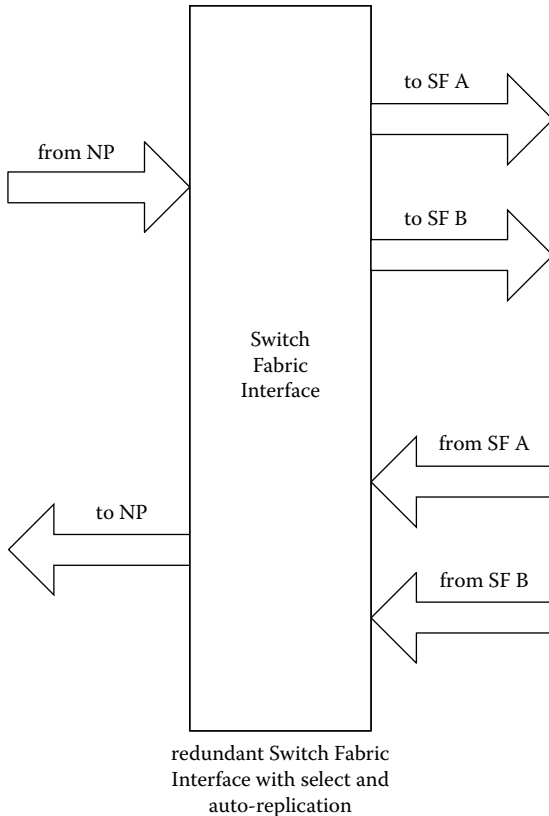 to SF A
from NP
to SF B
Switch
Fabric
Interface
from SF A
to NP
from SF B
redundant Switch Fabric
Interface with select and
auto-replication